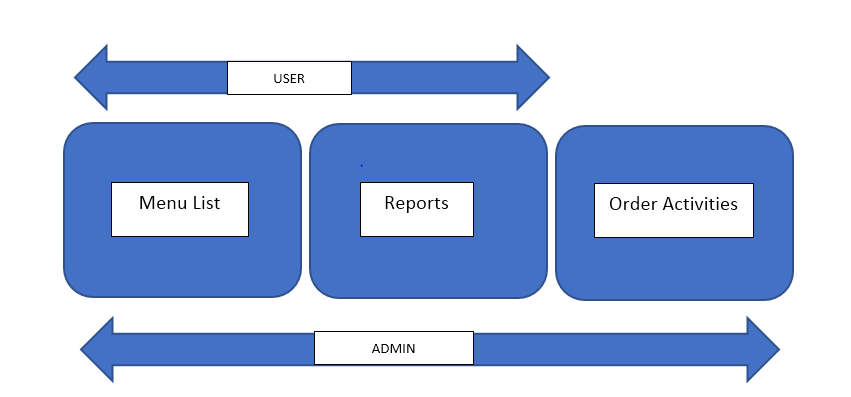 USER
Menu List
Reports
Order Activities
ADMIN